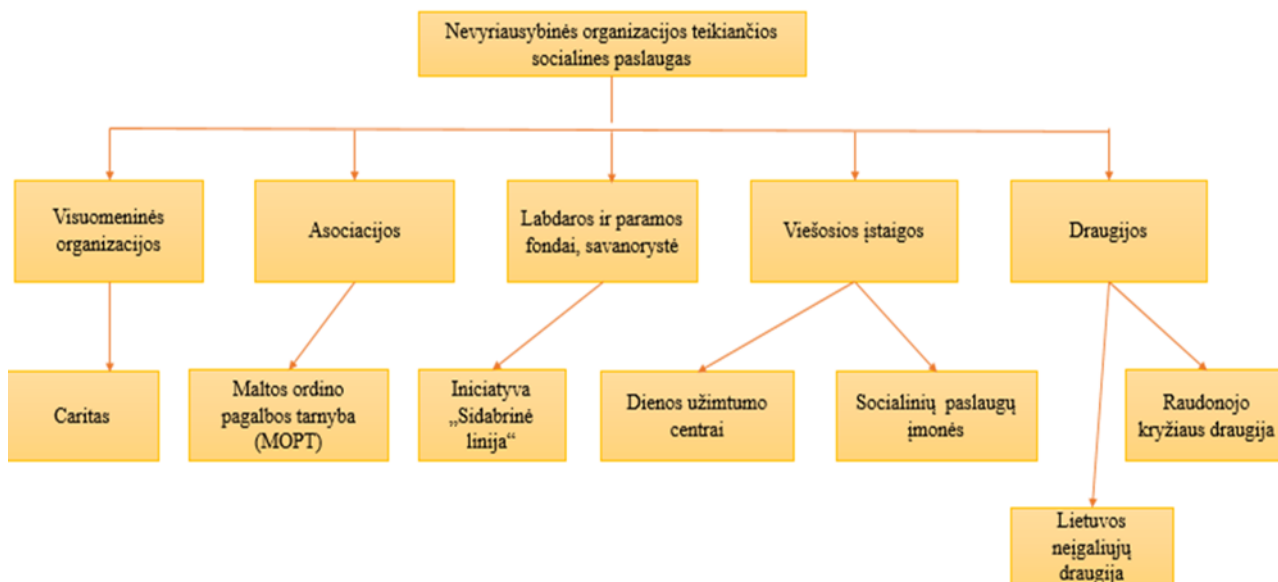 Nevyriausybinės organizacijos teikiančios
socialines paslaugas
Visuomeninės
organizacijos
Asociacijos
Labdaros ir paramos
fondai, savanorystė
Viešosios įstaigos
Draugijos
Caritas
Maltos ordino
pagalbos tarnyba
(MOPT)
Iniciatyva
„Sidabrinė
linija“
Dienos užimtumo
centrai
Socialinių paslaugų
įmonės
Raudonojo
kryžiaus draugija
Lietuvos
neįgaliųjų
draugija